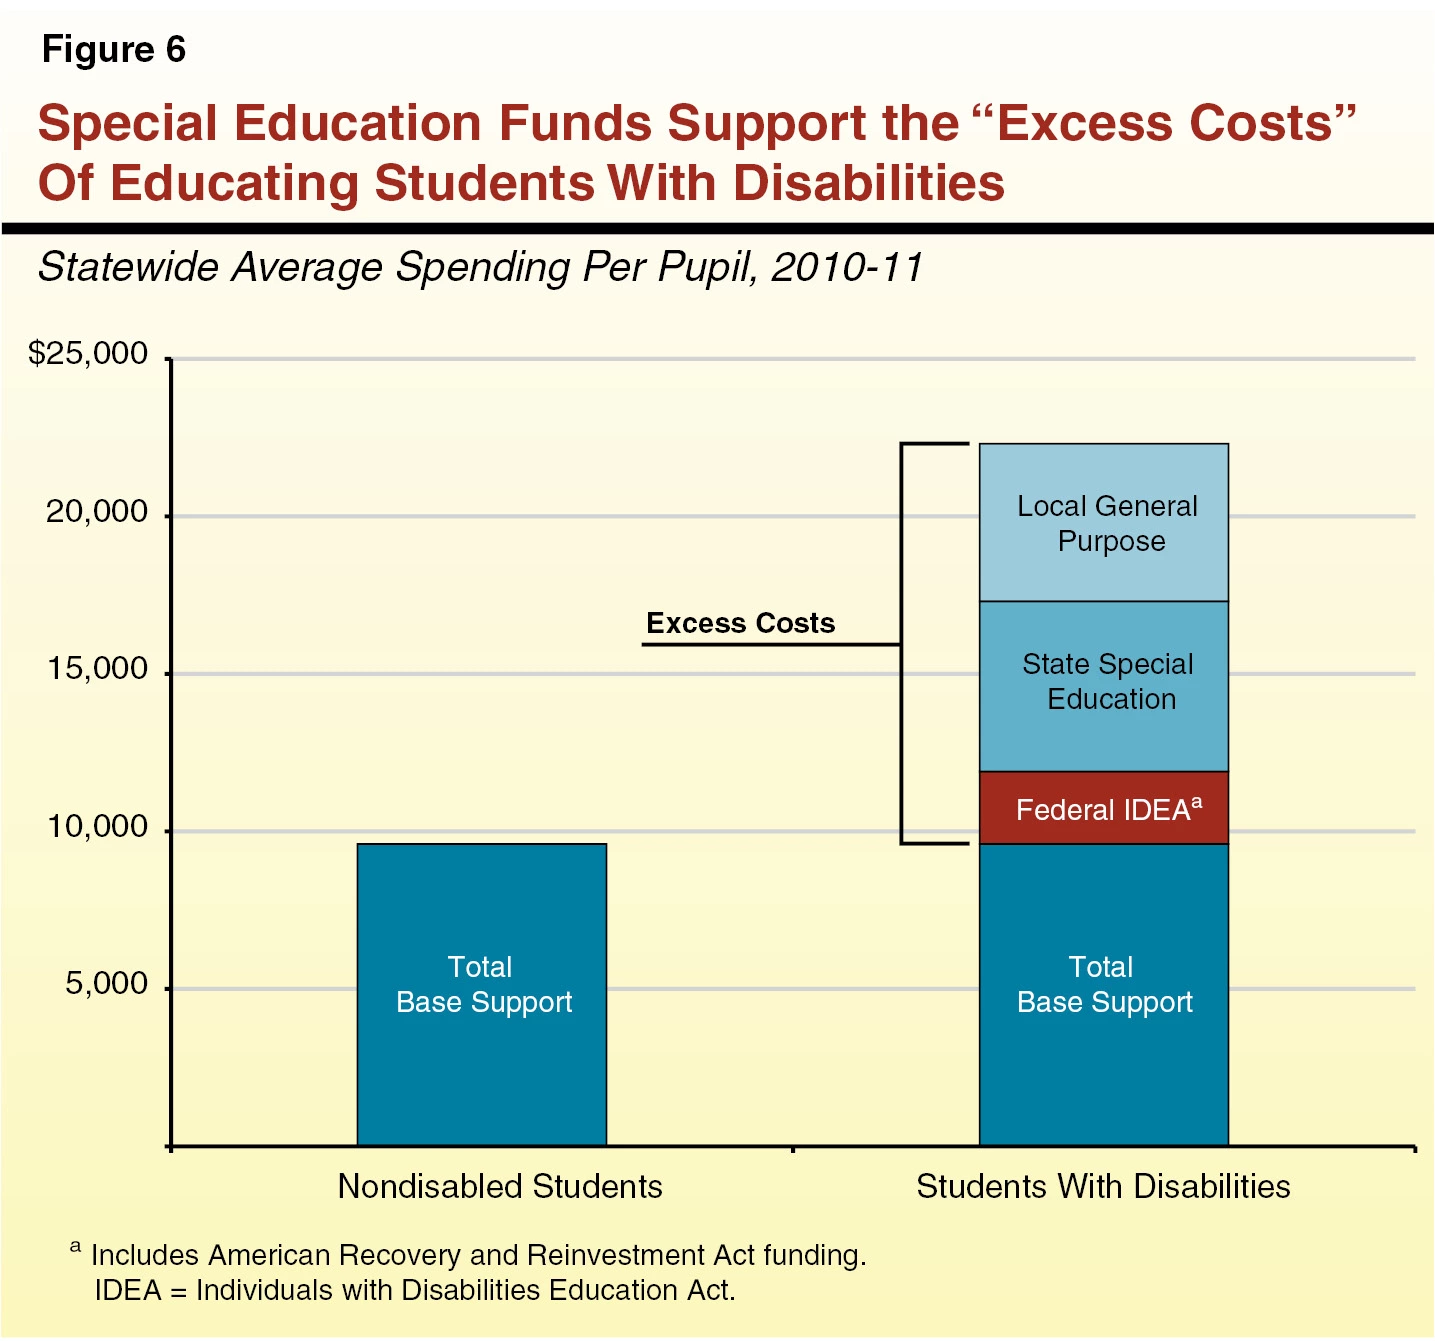 Figure 6
Special Education Funds Support the “Excess Costs”
Of Educating Students With Disabilities
Statewide Average Spending Per Pupil, 2010-11
$25,000
20,000
15,000
10,000
5,000
Excess Costs
Total
Base Support
Local General
Purpose
State Special
Education
Federal IDEAa
Total
Base Support
Nondisabled Students
Students With Disabilities
a Includes American Recovery and Reinvestment Act funding.
IDEA = Individuals with Disabilities Education Act.